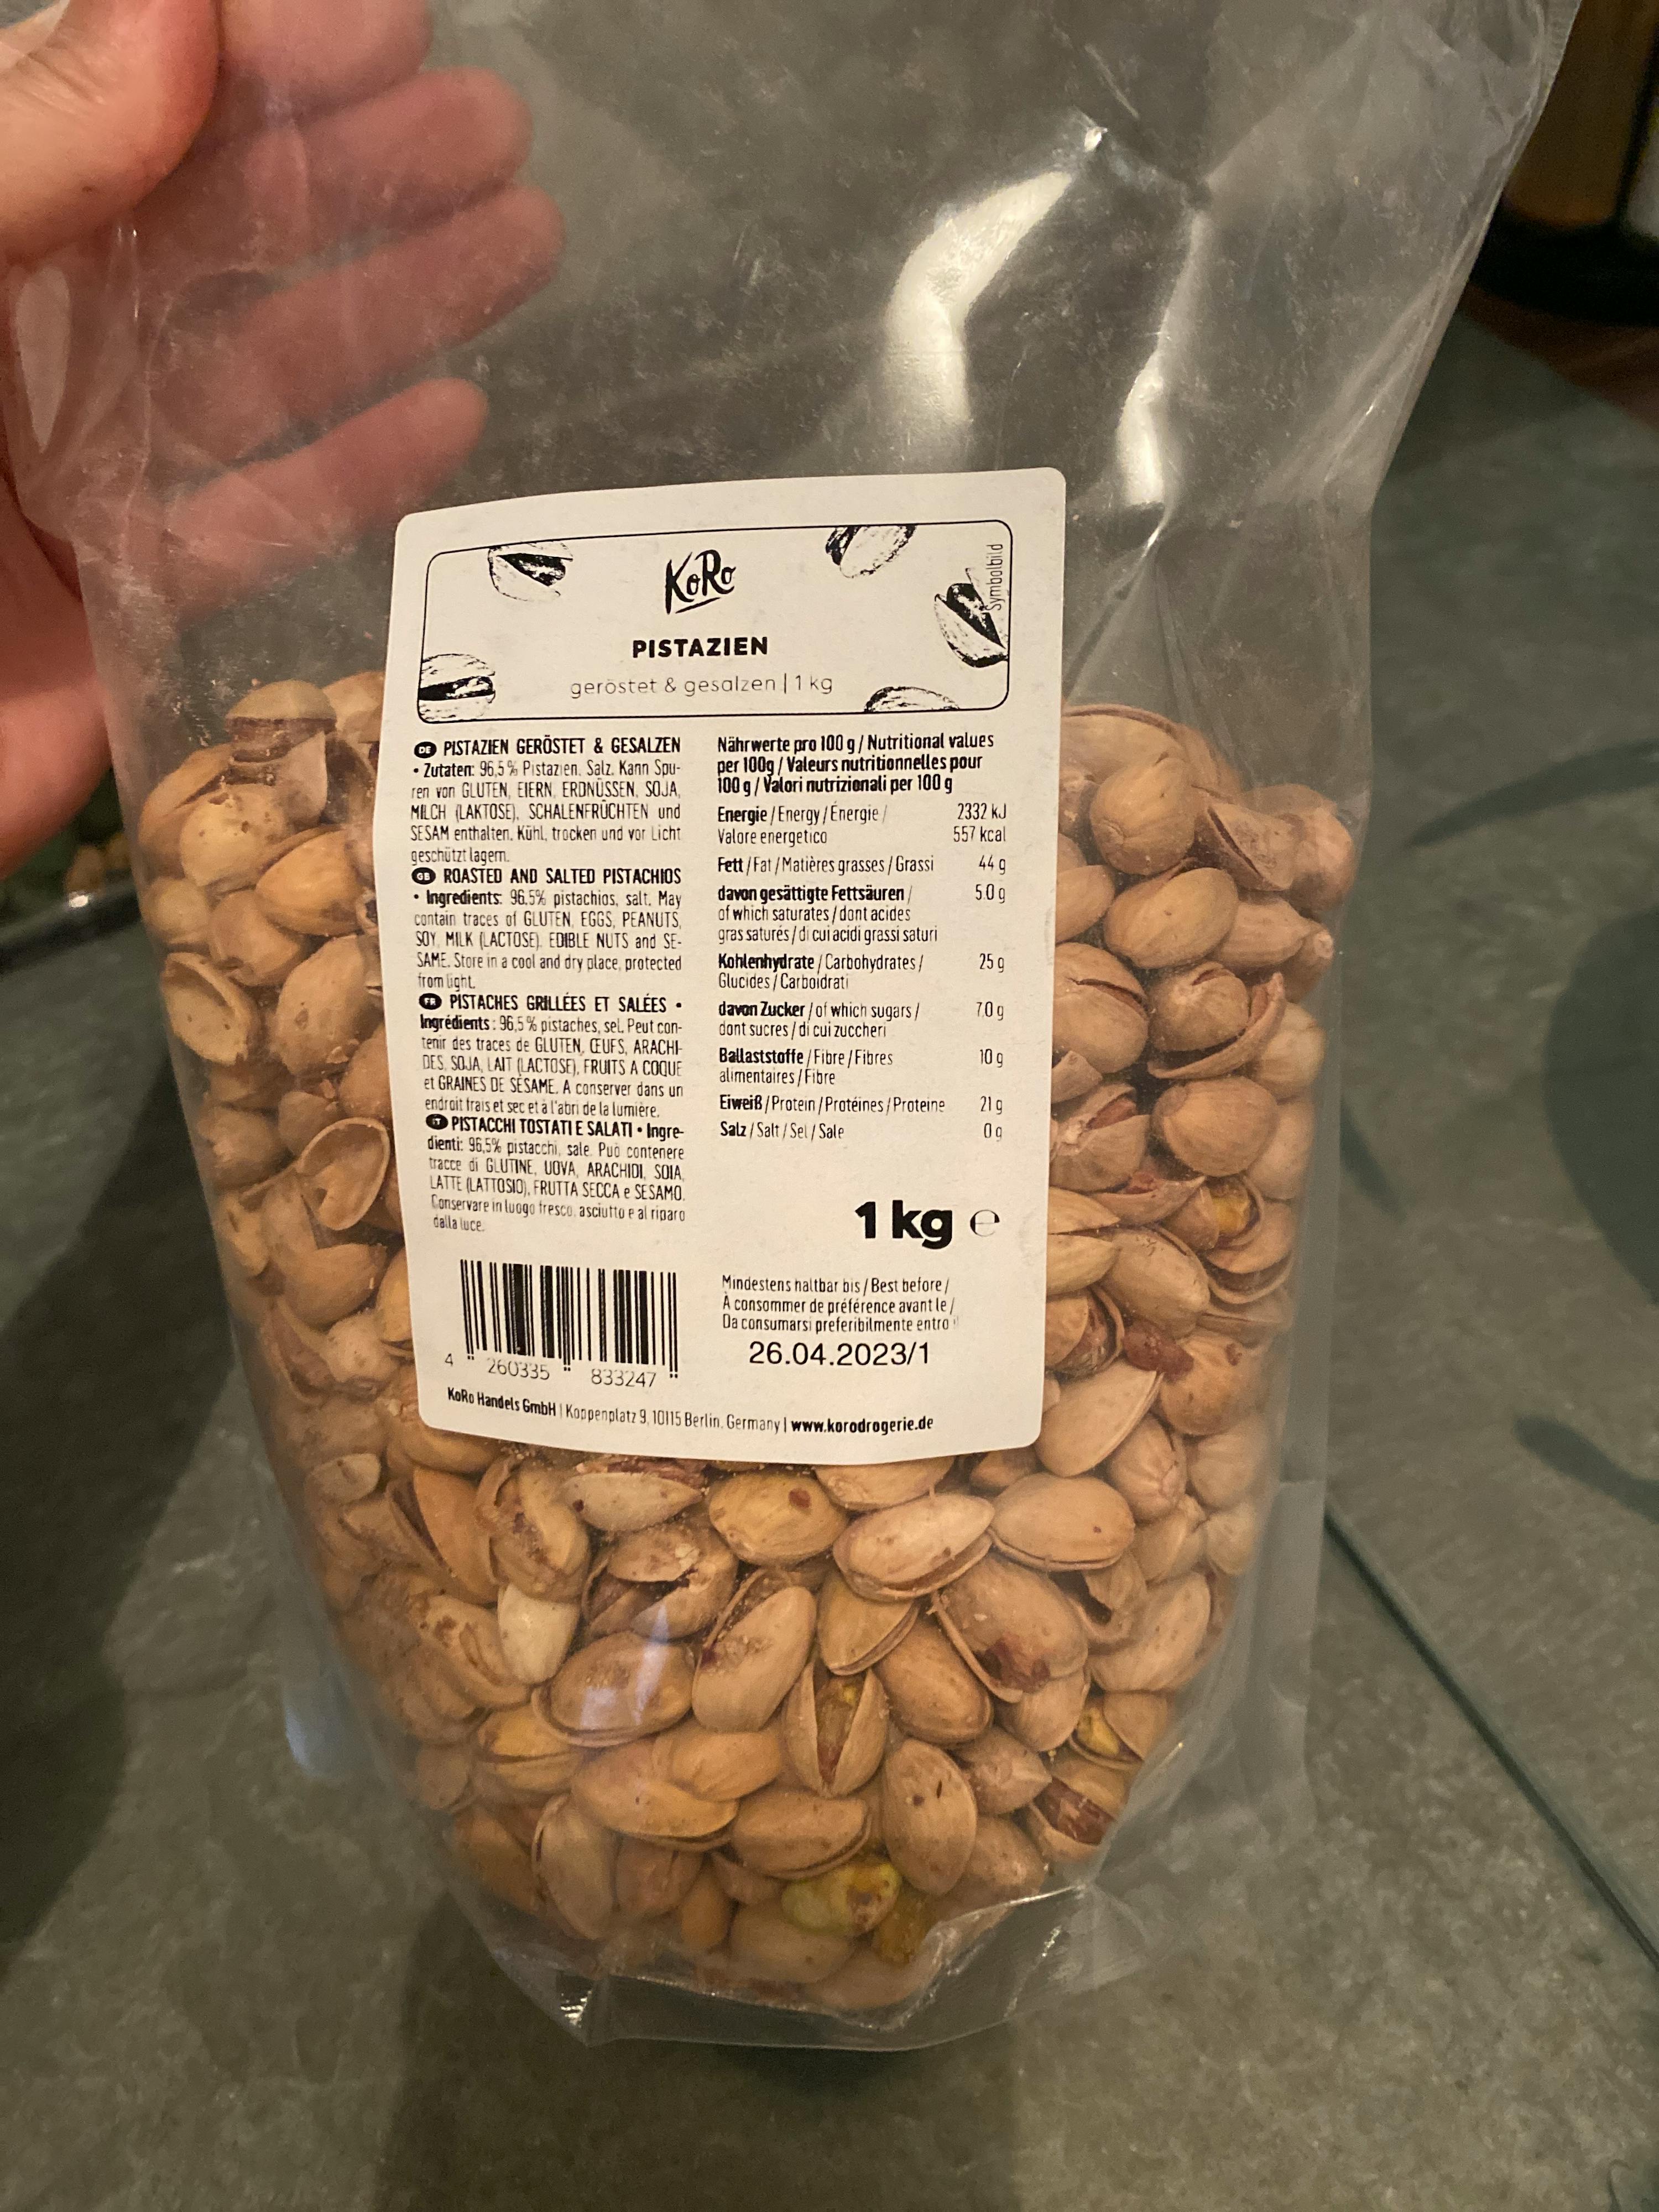 KoRo
Symbolbild
PISTAZIEN
geröstet & gesalzen | 1 kg
DE PISTAZIEN GERÖSTET & GESALZEN
• Zutaten: 96,5 % Pistazien, Salz. Kann Spu-
ren von GLUTEN, EIERN, ERDNÜSSEN, SOJA,
MILCH (LAKTOSE), SCHALENFRÜCHTEN und
SESAM enthalten. Kühl, trocken und vor Licht
geschützt lagern.
GB ROASTED AND SALTED PISTACHIOS
• Ingredients: 96.5% pistachios, salt. May
contain traces of GLUTEN, EGGS, PEANUTS,
SOY, MILK (LACTOSE), EDIBLE NUTS and SE-
SAME. Store in a cool and dry place, protected
from light.
FR PISTACHES GRILLÉES ET SALÉES •
Ingrédients : 96,5 % pistaches, sel. Peut con-
tenir des traces de GLUTEN, ŒUFS, ARACHI-
DES, SOJA, LAIT (LACTOSE), FRUITS A COQUE
et GRAINES DE SÉSAME. A conserver dans un
endroit frais et sec et à l'abri de la lumière.
IT PISTACCHI TOSTATI E SALATI • Ingre-
dienti: 96,5% pistacchi, sale. Può contenere
tracce di GLUTINE, UOVA, ARACHIDI, SOIA,
LATTE (LATTOSIO), FRUTTA SECCA e SESAMO.
Conservare in luogo fresco, asciutto e al riparo
dalla luce.
Nährwerte pro 100 g / Nutritional values
per 100g / Valeurs nutritionnelles pour
100 g / Valori nutrizionali per 100 g
Energie / Energy / Énergie / 2332 kJ
Valore energetico 557 kcal
Fett / Fat / Matières grasses / Grassi 44 g
davon gesättigte Fettsäuren / 5.0 g
of which saturates / dont acides
gras saturés / di cui acidi grassi saturi
Kohlenhydrate / Carbohydrates / 25 g
Glucides / Carboidrati
davon Zucker / of which sugars / 7.0 g
dont sucres / di cui zuccheri
Ballaststoffe / Fibre / Fibres 10 g
alimentaires / Fibre
Eiweiß / Protein / Protéines / Proteine 21 g
Salz / Salt / Sel / Sale 0 g
1 kg ℮
Mindestens haltbar bis / Best before /
À consommer de préférence avant le /
Da consumarsi preferibilmente entro
26.04.2023/1
4 260335 833247
KoRo Handels GmbH | Koppenplatz 9, 10115 Berlin, Germany | www.korodrogerie.de